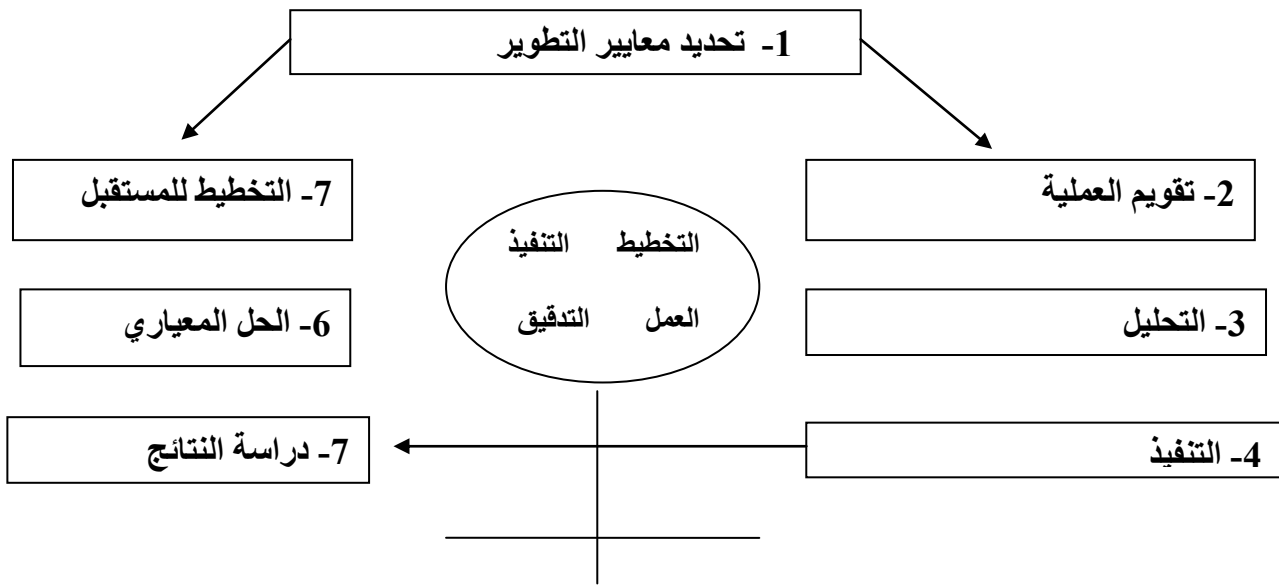 1- تحديد معايير التطوير
2- تقويم العملية
7- التخطيط للمستقبل
التخطيط التنفيذ
العمل التدقيق
3- التحليل
6- الحل المعياري
4- التنفيذ
7- دراسة النتائج